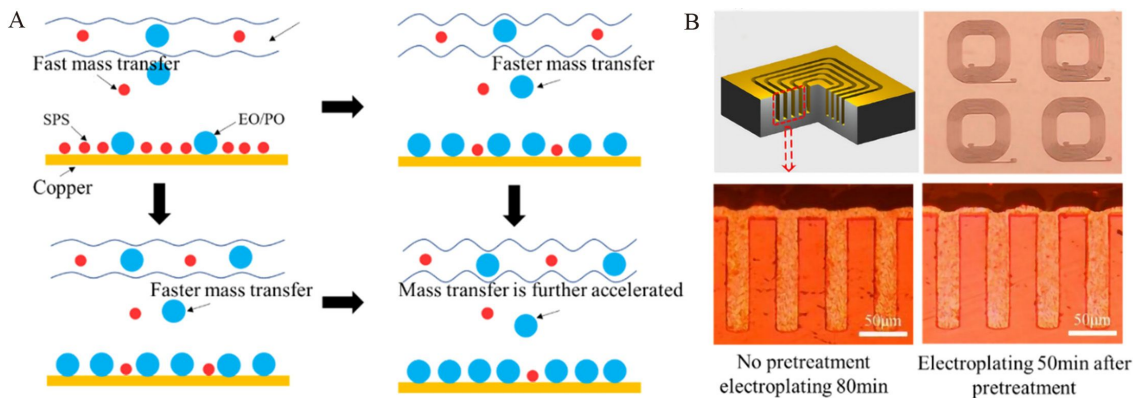 A
Fast mass transfer
SPS
EO/PO
Copper
Faster mass transfer
Faster mass transfer
Mass transfer is further accelerated
B
50μm
50μm
No pretreatment
electroplating 80min
Electroplating 50min after
pretreatment